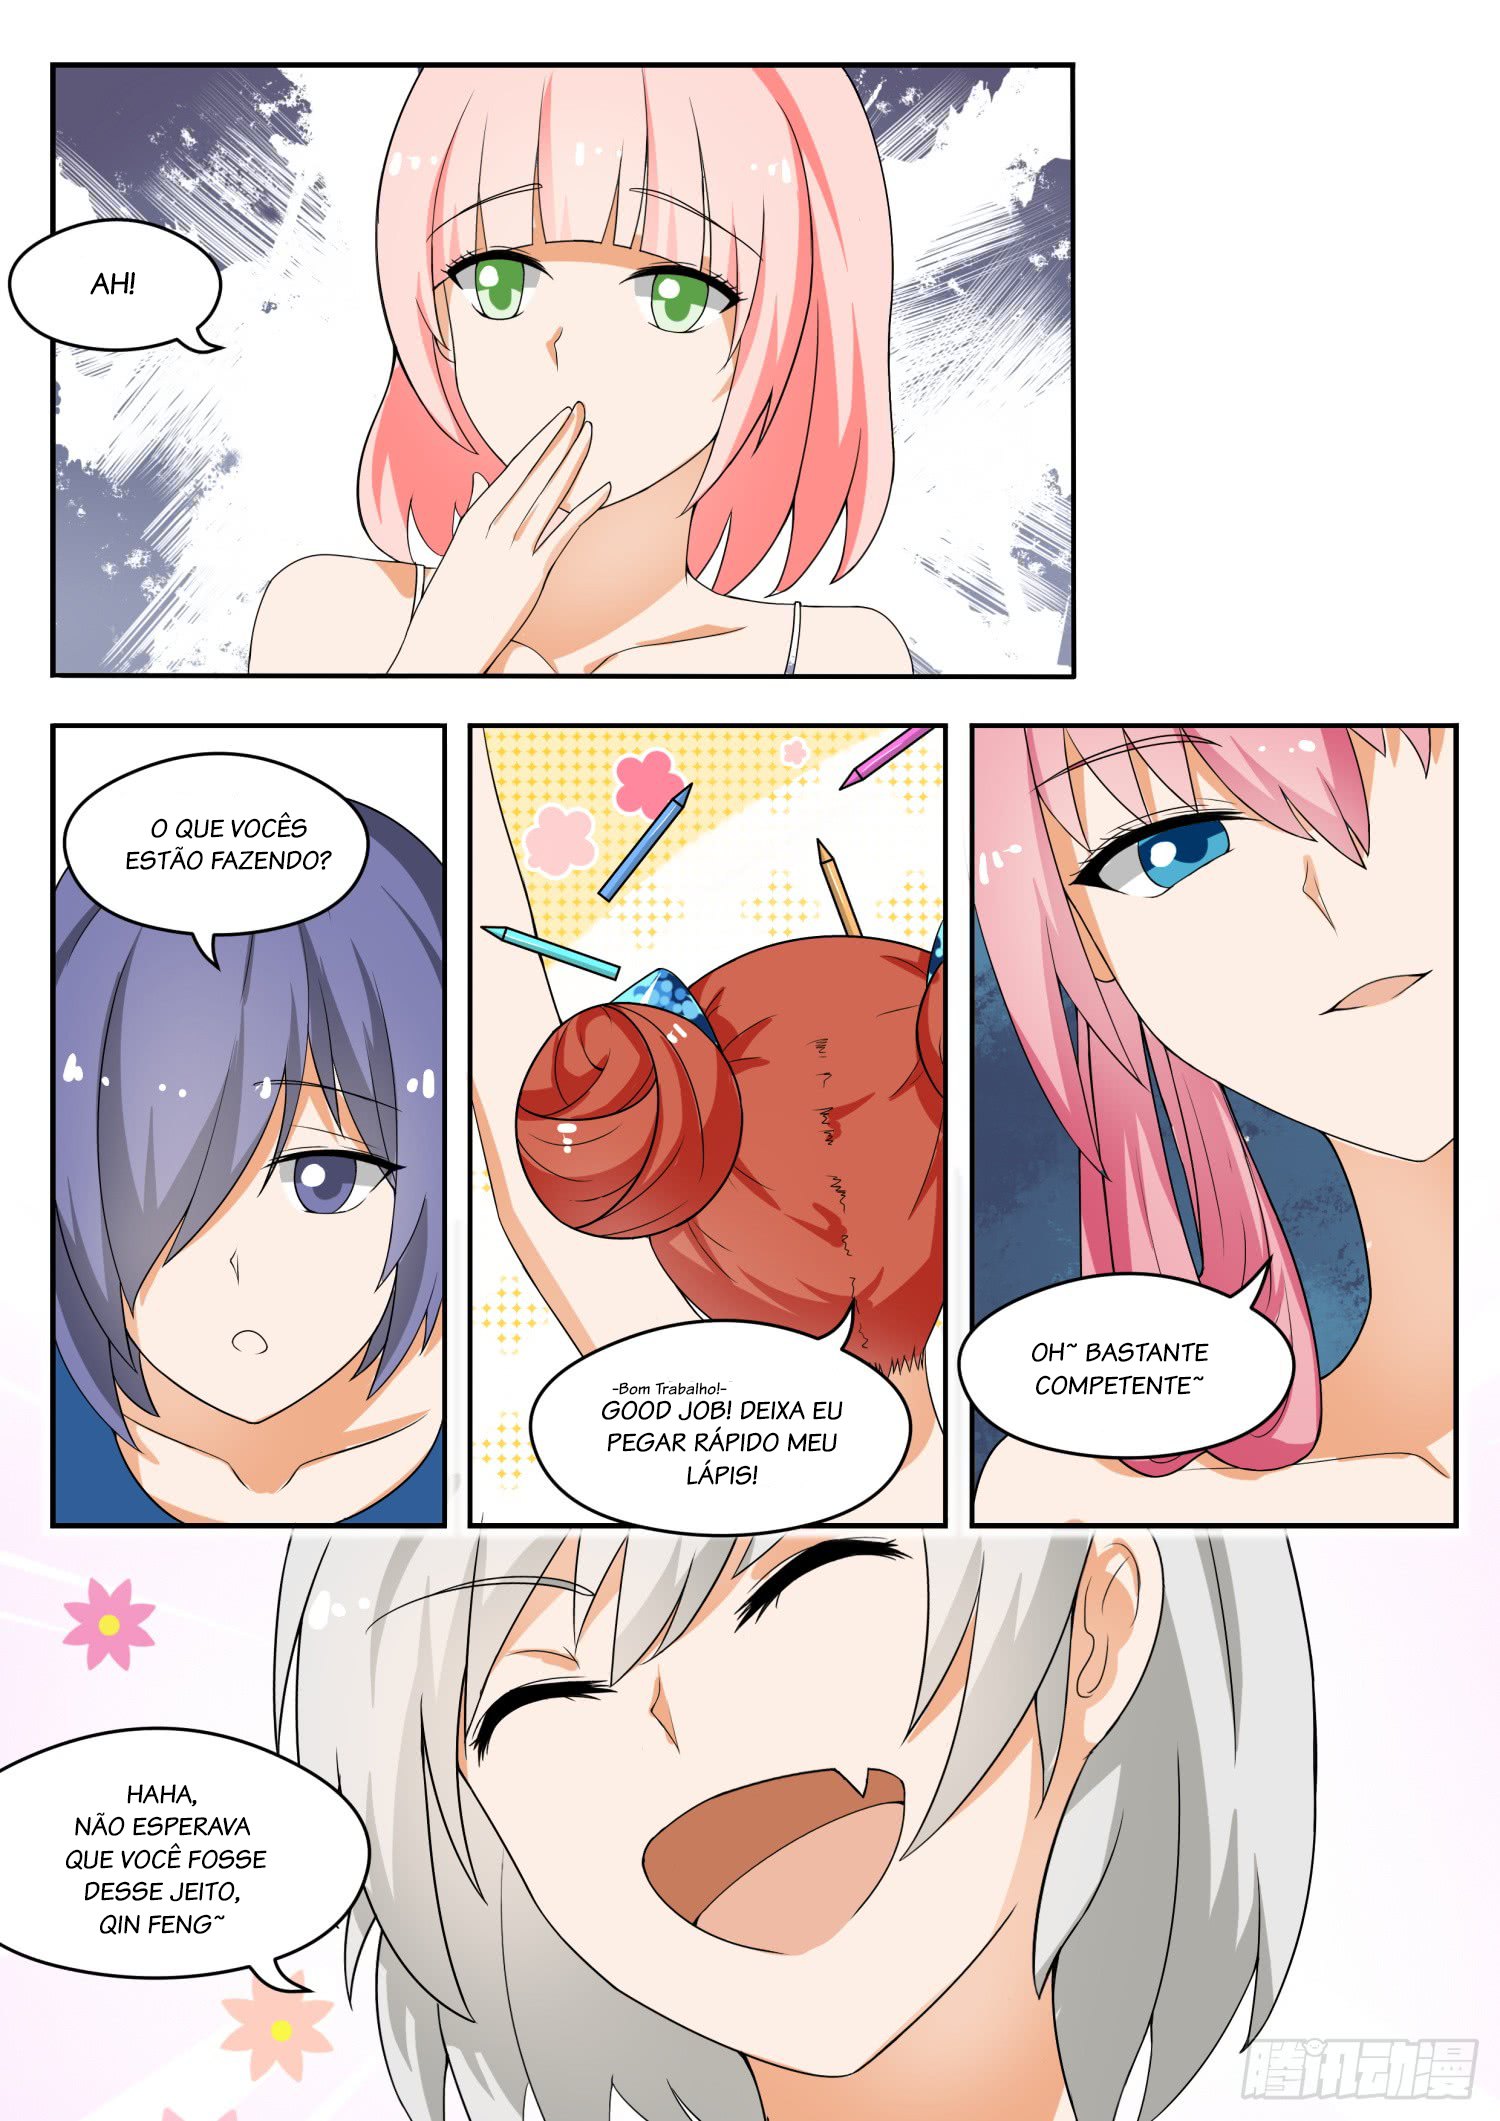 AH!
O QUE VOCÊS
ESTÃO FAZENDO?
-Bom Trabalho!-
GOOD JOB! DEIXA EU
PEGAR RÁPIDO MEU
LÁPIS!
OH~ BASTANTE
COMPETENTE~
HAHA,
NÃO ESPERAVA
QUE VOCÊ FOSSE
DESSE JEITO,
QIN FENG~
腾讯动漫